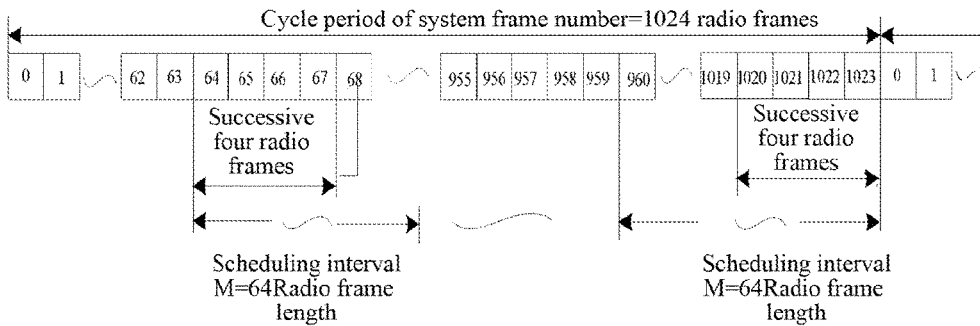 Cycle period of system frame number=1024 radio frames
0 1 62 63 64 65 66 67 68 955 956 957 958 959 960 1019 1020 1021 1022 1023 0 1
Successive
four radio
frames
Successive
four radio
frames
Scheduling interval
M=64Radio frame
length
Scheduling interval
M=64Radio frame
length